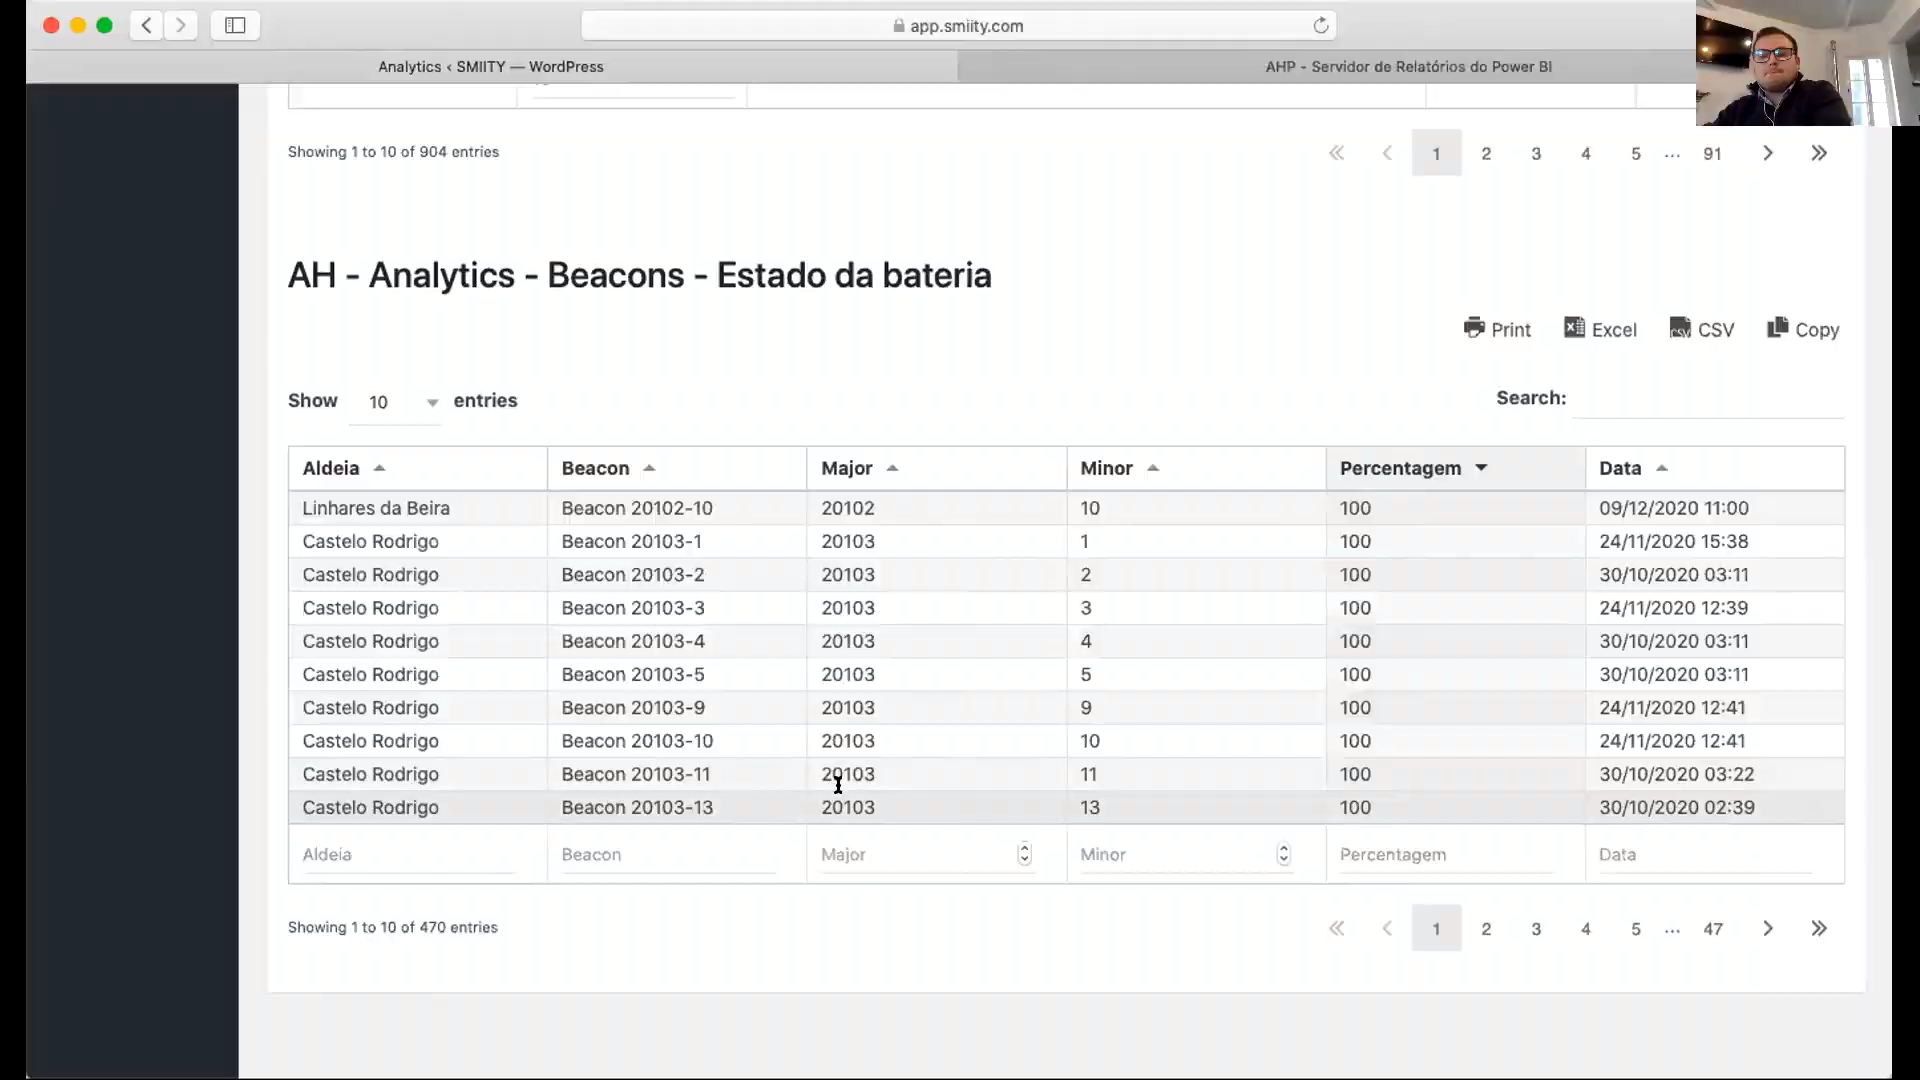 app.smiity.com
Analytics < SMIITY — WordPress
AHP - Servidor de Relatórios do Power BI
Showing 1 to 10 of 904 entries
1 2 3 4 5 ... 91
AH - Analytics - Beacons - Estado da bateria
Print Excel CSV Copy
Show 10 entries
Search:
Aldeia Beacon Major Minor Percentagem Data
Linhares da Beira Beacon 20102-10 20102 10 100 09/12/2020 11:00
Castelo Rodrigo Beacon 20103-1 20103 1 100 24/11/2020 15:38
Castelo Rodrigo Beacon 20103-2 20103 2 100 30/10/2020 03:11
Castelo Rodrigo Beacon 20103-3 20103 3 100 24/11/2020 12:39
Castelo Rodrigo Beacon 20103-4 20103 4 100 30/10/2020 03:11
Castelo Rodrigo Beacon 20103-5 20103 5 100 30/10/2020 03:11
Castelo Rodrigo Beacon 20103-9 20103 9 100 24/11/2020 12:41
Castelo Rodrigo Beacon 20103-10 20103 10 100 24/11/2020 12:41
Castelo Rodrigo Beacon 20103-11 20103 11 100 30/10/2020 03:22
Castelo Rodrigo Beacon 20103-13 20103 13 100 30/10/2020 02:39
Aldeia Beacon Major Minor Percentagem Data
Showing 1 to 10 of 470 entries
1 2 3 4 5 ... 47